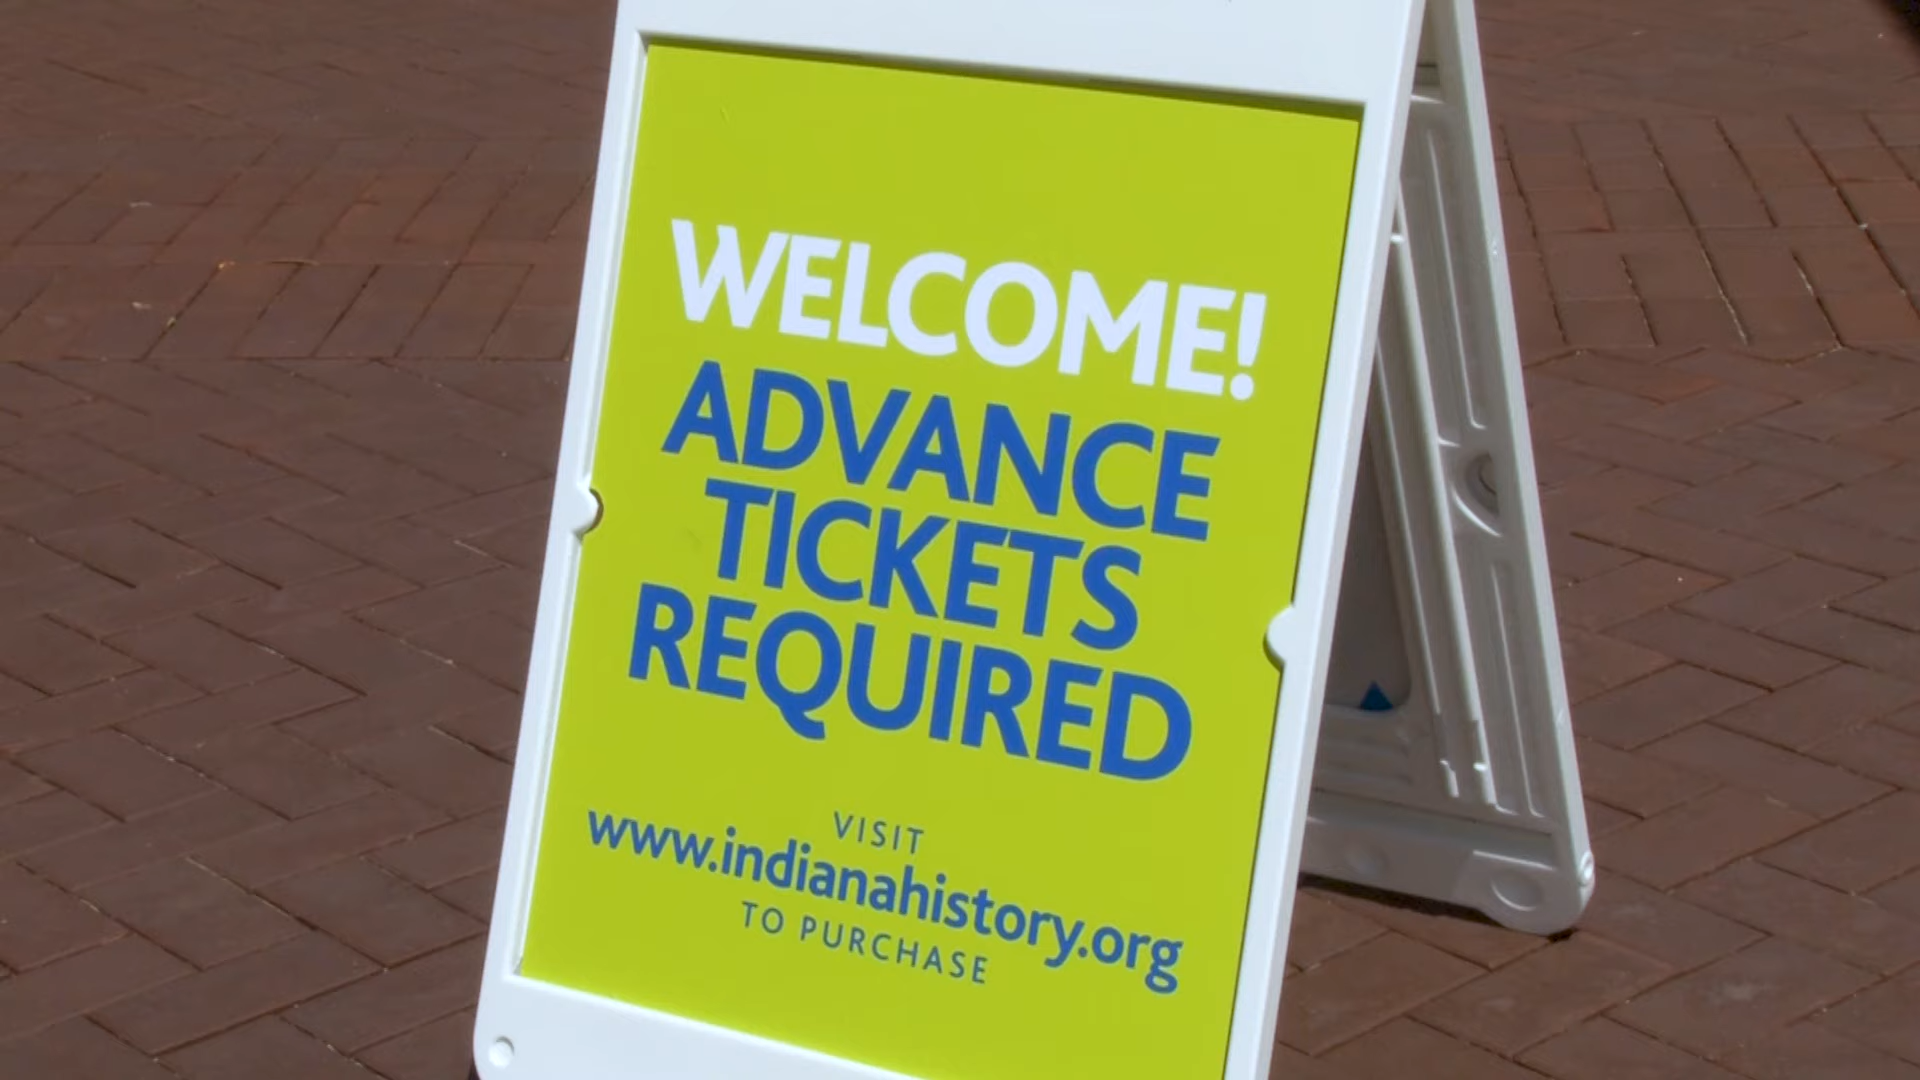 WELCOME!
ADVANCE
TICKETS
REQUIRED
VISIT
www.indianahistory.org
TO PURCHASE